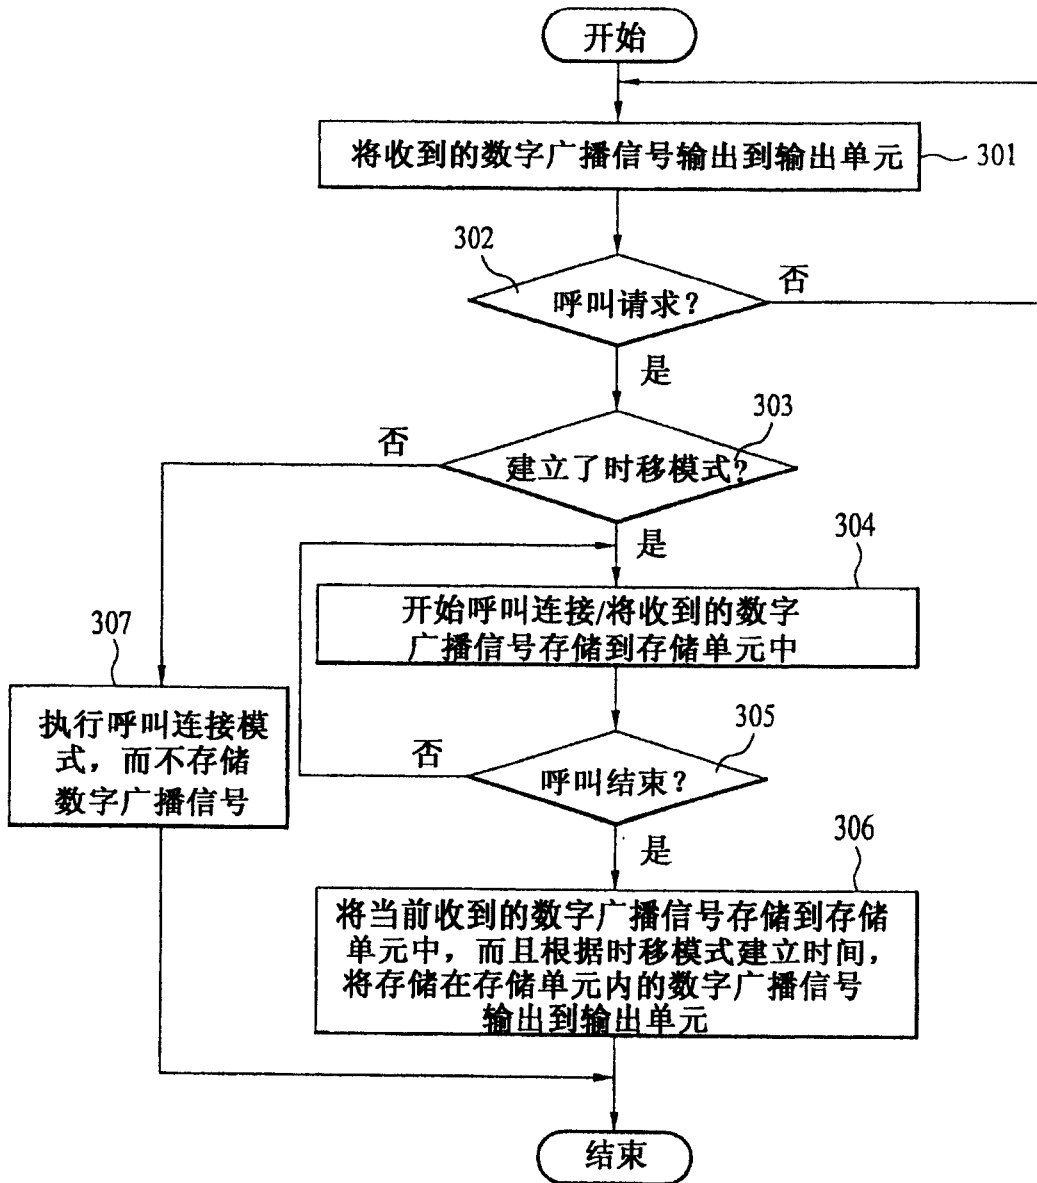 开始
将收到的数字广播信号输出到输出单元
301
302
呼叫请求？
否
是
303
否
建立了时移模式？
是
304
开始呼叫连接/将收到的数字
广播信号存储到存储单元中
307
执行呼叫连接模
式，而不存储
数字广播信号
305
否
呼叫结束？
是
306
将当前收到的数字广播信号存储到存储
单元中，而且根据时移模式建立时间，
将存储在存储单元内的数字广播信号
输出到输出单元
结束